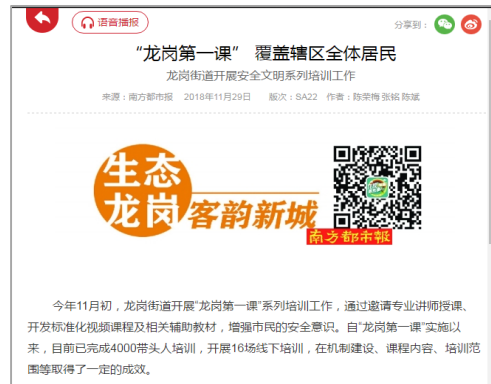 语音播报
分享到：
“龙岗第一课” 覆盖辖区全体居民
龙岗街道开展安全文明系列培训工作
来源：南方都市报 2018年11月29日 版次：SA22 作者：陈荣梅 张铭 陈斌
生态
龙岗 客韵新城
南方都市報
今年11月初，龙岗街道开展“龙岗第一课”系列培训工作，通过邀请专业讲师授课、
开发标准化视频课程及相关辅助教材，增强市民的安全意识。自“龙岗第一课”实施以
来，目前已完成4000带头人培训，开展16场线下培训，在机制建设、课程内容、培训范
围等取得了一定的成效。